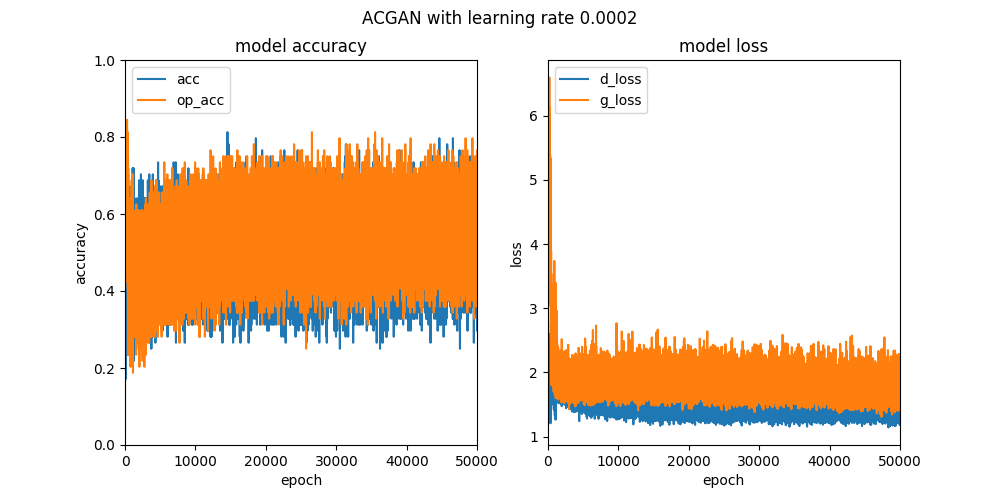 ACGAN with learning rate 0.0002
model accuracy
acc
op_acc
accuracy
1.0
0.8
0.6
0.4
0.2
0.0
0 10000 20000 30000 40000 50000
epoch
model loss
d_loss
g_loss
loss
6
5
4
3
2
1
0 10000 20000 30000 40000 50000
epoch